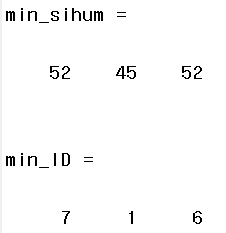 min_sihum =
52 45 52
min_ID =
7 1 6